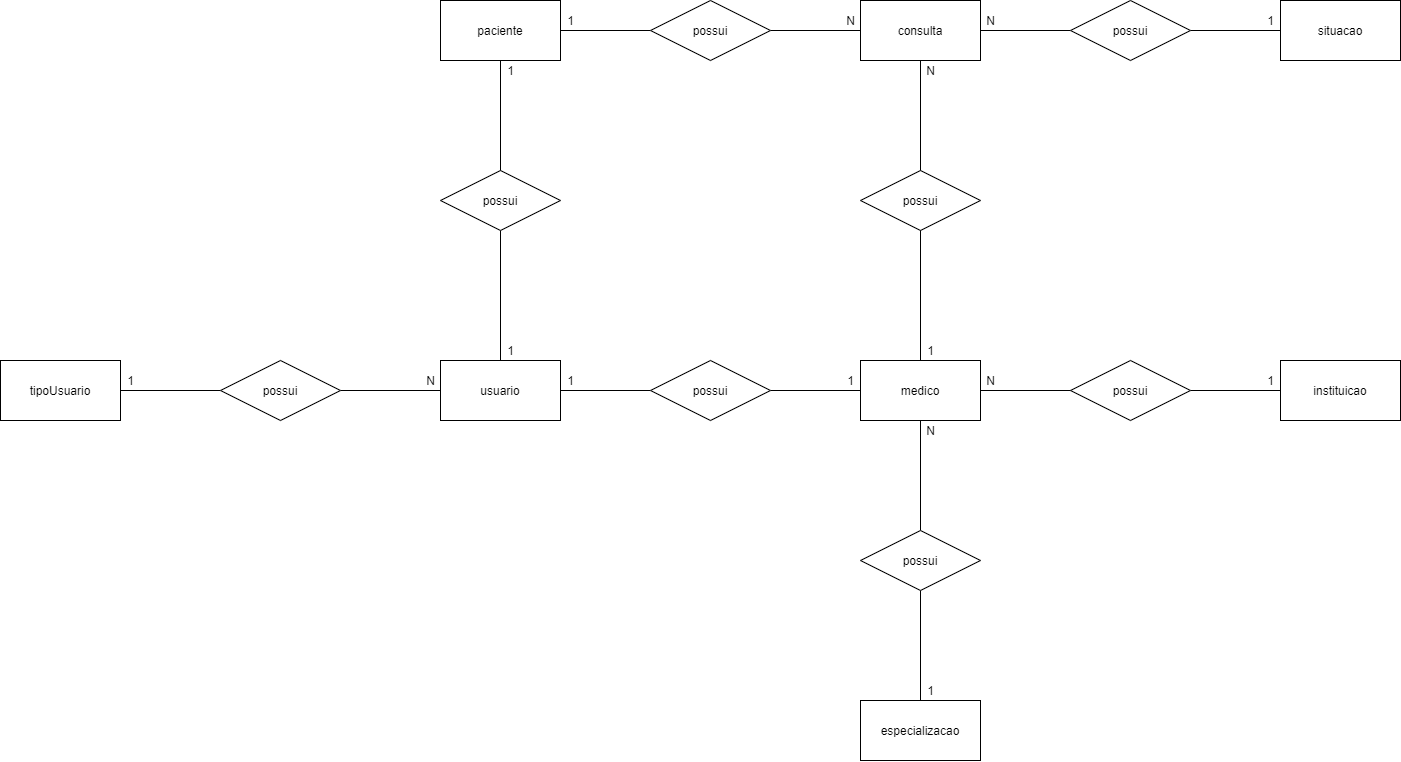 paciente
1
possui
N
consulta
N
possui
1
situacao
1
N
possui
possui
1
1
tipoUsuario
1
possui
N
usuario
1
possui
1
medico
N
possui
1
instituicao
N
possui
1
especializacao